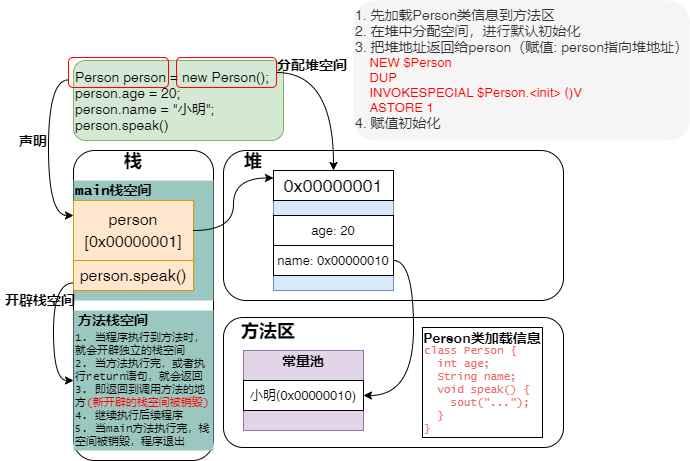 Person person = new Person();
person.age = 20;
person.name = "小明";
person.speak()
分配堆空间
声明
1. 先加载Person类信息到方法区
2. 在堆中分配空间，进行默认初始化
3. 把堆地址返回给person（赋值: person指向堆地址）
NEW $Person
DUP
INVOKESPECIAL $Person.<init> ()V
ASTORE 1
4. 赋值初始化
栈
main栈空间
person
[0x00000001]
person.speak()
开辟栈空间
方法栈空间
1. 当程序执行到方法时，
就会开辟独立的栈空间
2. 当方法执行完，或者执
行return语句，就会返回
3. 即返回到调用方法的地
方(新开辟的栈空间被销毁)
4. 继续执行后续程序
5. 当main方法执行完，栈
空间被销毁，程序退出
堆
0x00000001
age: 20
name: 0x00000010
方法区
常量池
小明(0x00000010)
Person类加载信息
class Person {
int age;
String name;
void speak() {
sout("...");
}
}